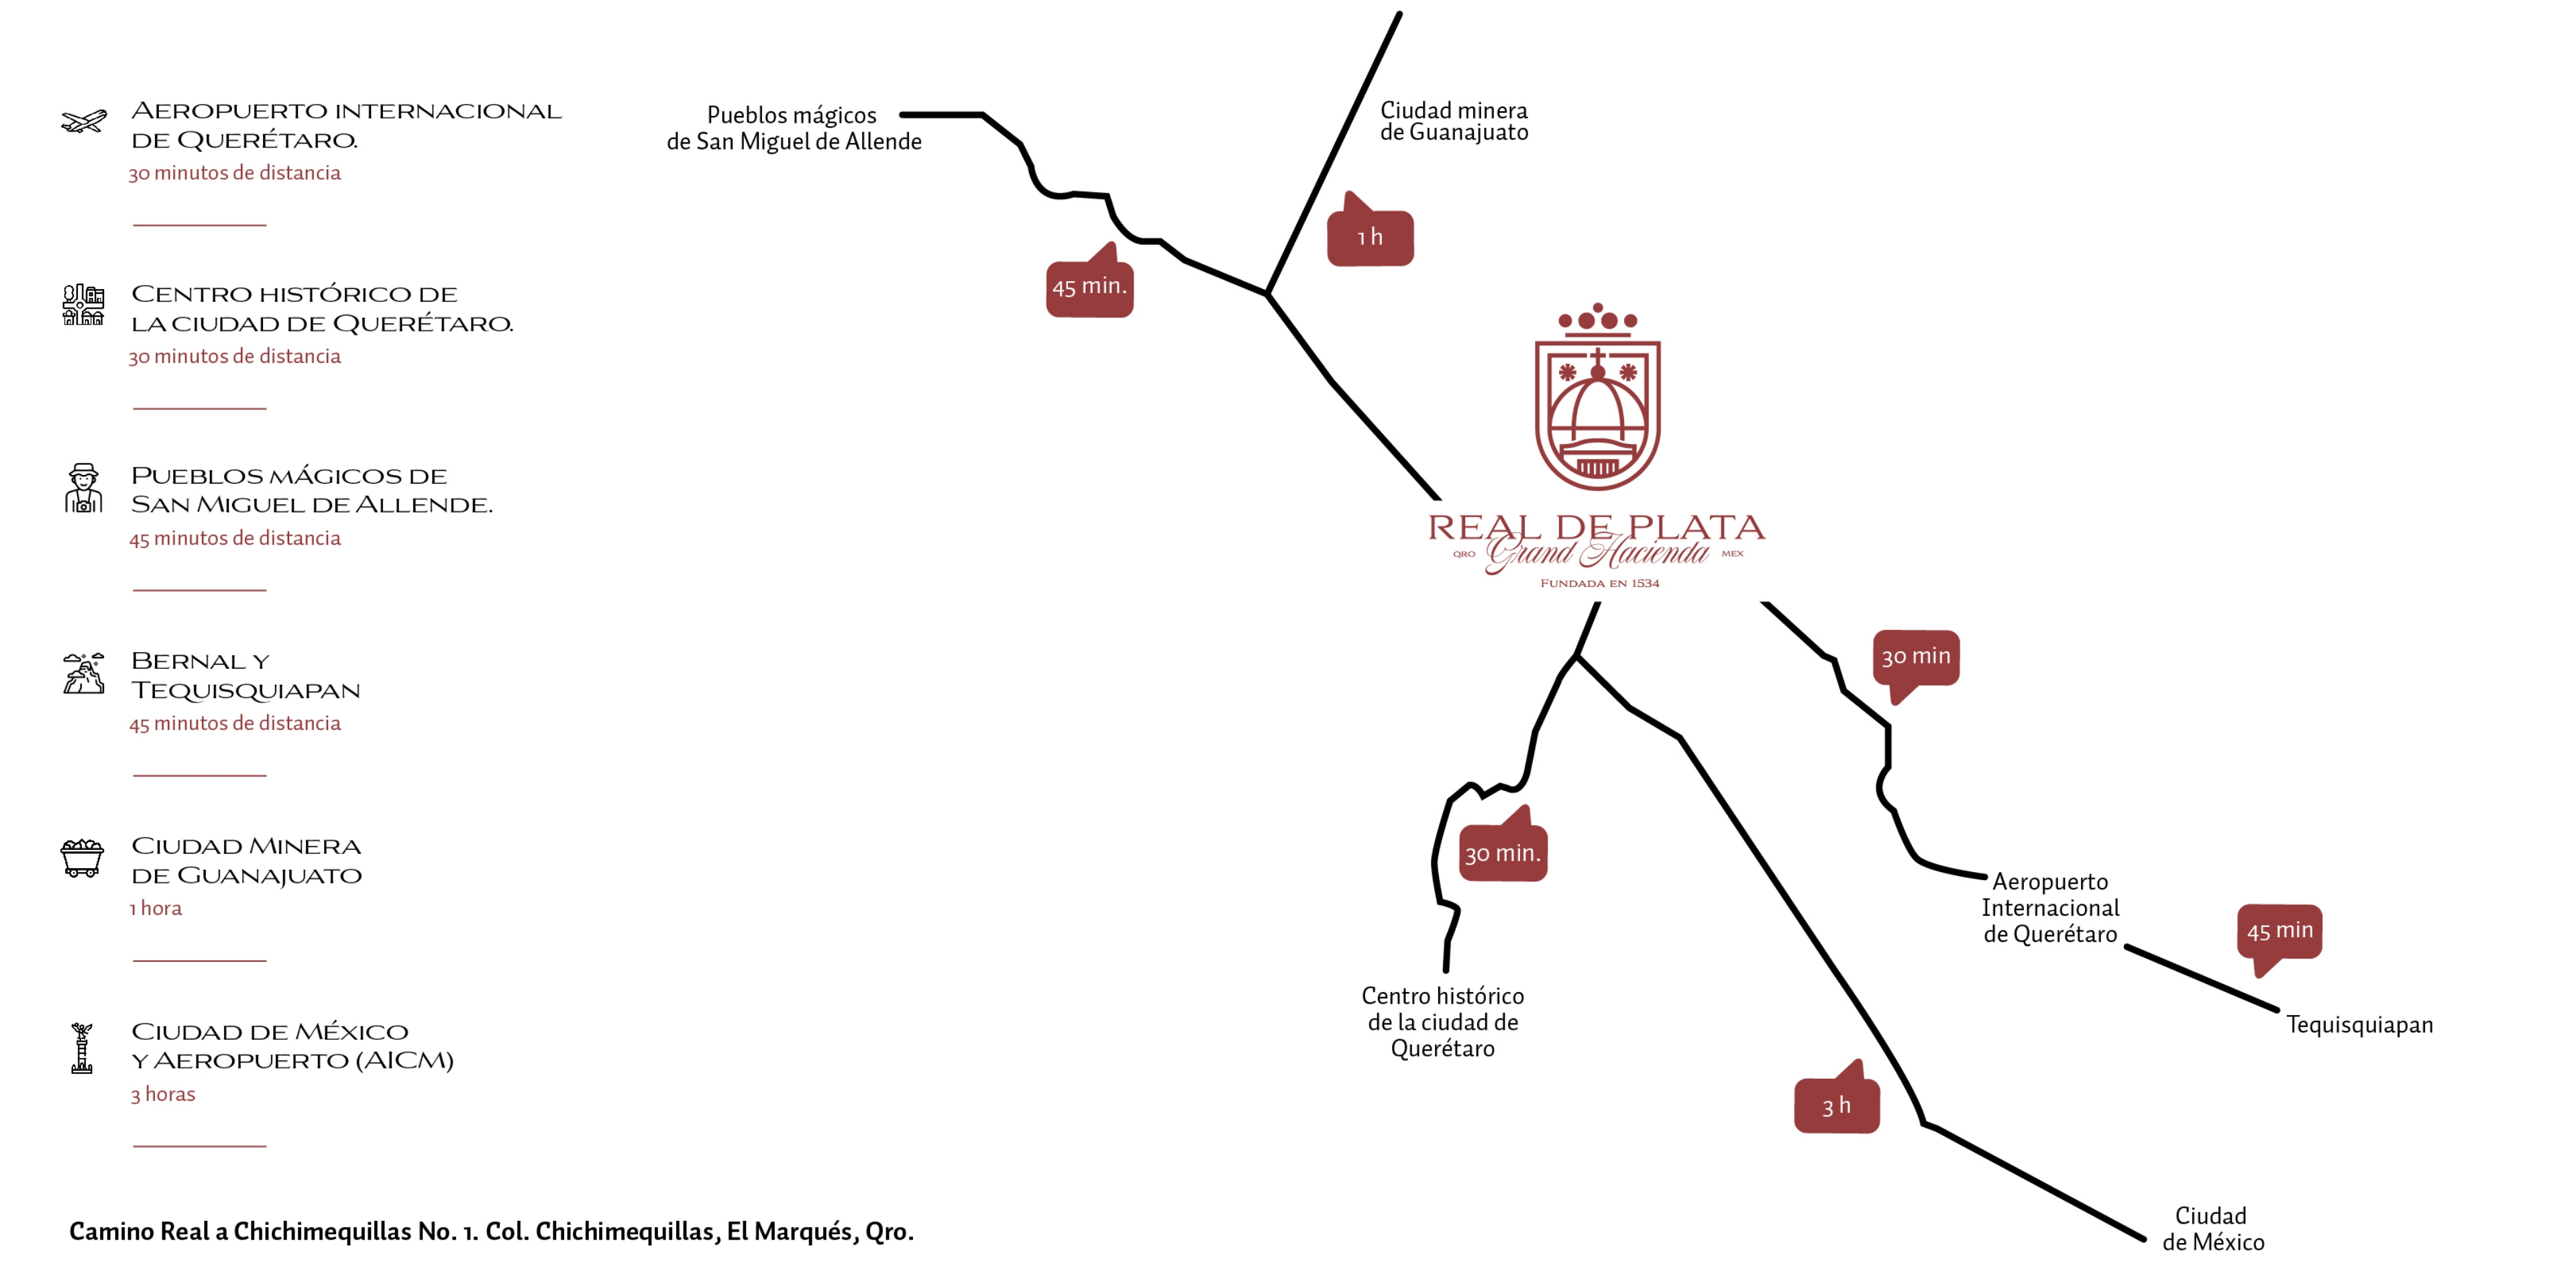 AEROPUERTO INTERNACIONAL
DE QUERÉTARO.
30 minutos de distancia
CENTRO HISTÓRICO DE
LA CIUDAD DE QUERÉTARO.
30 minutos de distancia
PUEBLOS MÁGICOS DE
SAN MIGUEL DE ALLENDE.
45 minutos de distancia
BERNAL Y
TEQUISQUIAPAN
45 minutos de distancia
CIUDAD MINERA
DE GUANAJUATO
1 hora
CIUDAD DE MÉXICO
Y AEROPUERTO (AICM)
3 horas
Camino Real a Chichimequillas No. 1. Col. Chichimequillas, El Marqués, Qro.
Pueblos mágicos
de San Miguel de Allende
45 min.
Ciudad minera
de Guanajuato
1 h
REAL DE PLATA
QRO Grand Hacienda MEX
FUNDADA EN 1534
30 min
30 min.
Aeropuerto
Internacional
de Querétaro
45 min
Tequisquiapan
Centro histórico
de la ciudad de
Querétaro
3 h
Ciudad
de México